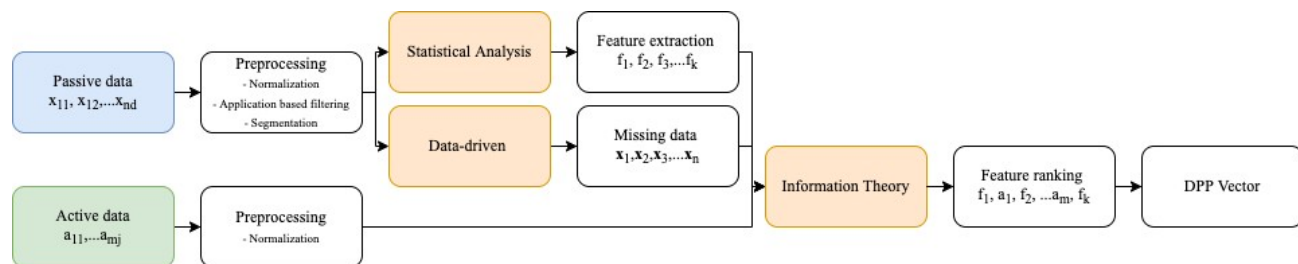 Passive data
x11, x12,...xnd
Preprocessing
- Normalization
- Application based filtering
- Segmentation
Statistical Analysis
Feature extraction
f1, f2, f3,...fk
Data-driven
Missing data
x1,x2,x3,...xn
Active data
a11,...amj
Preprocessing
- Normalization
Information Theory
Feature ranking
f1, a1, f2, ...am, fk
DPP Vector